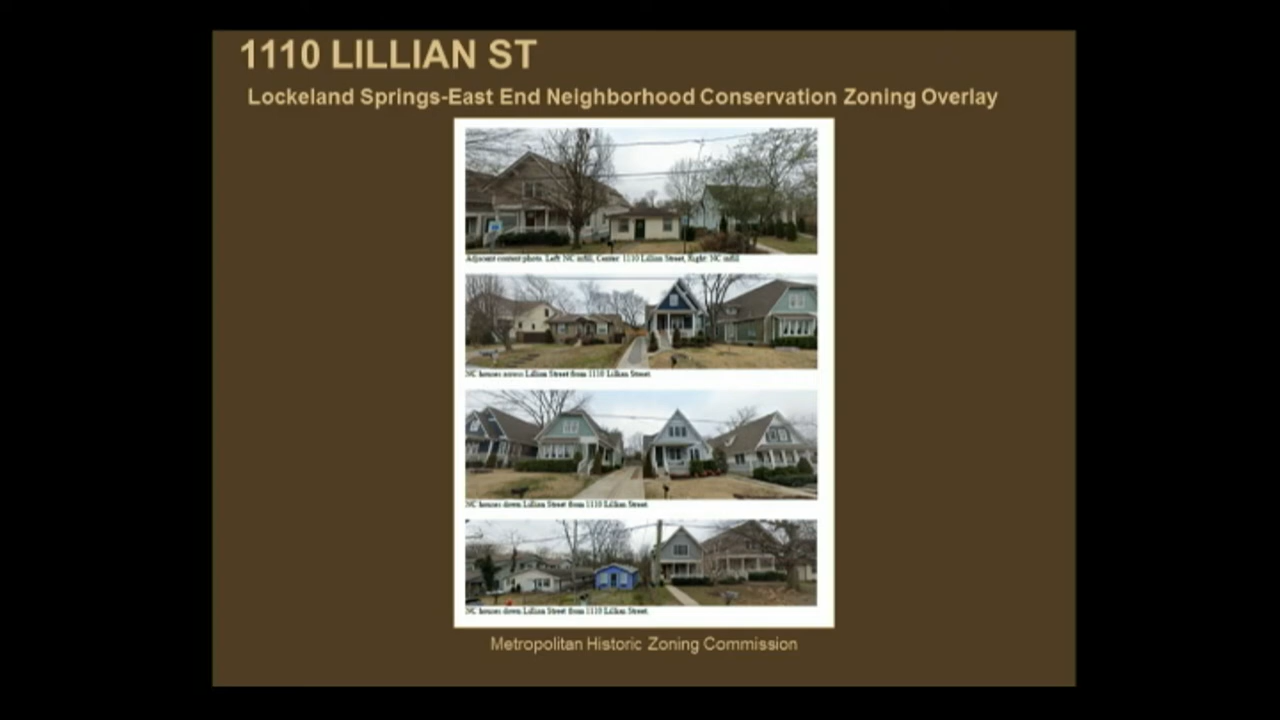 1110 LILLIAN ST
Lockeland Springs-East End Neighborhood Conservation Zoning Overlay
Adjacent context photo. Left: NC infill, Center: 1110 Lillian Street, Right: NC infill
NC houses across Lillian Street from 1110 Lillian Street.
NC houses down Lillian Street from 1110 Lillian Street.
NC houses down Lillian Street from 1110 Lillian Street.
Metropolitan Historic Zoning Commission